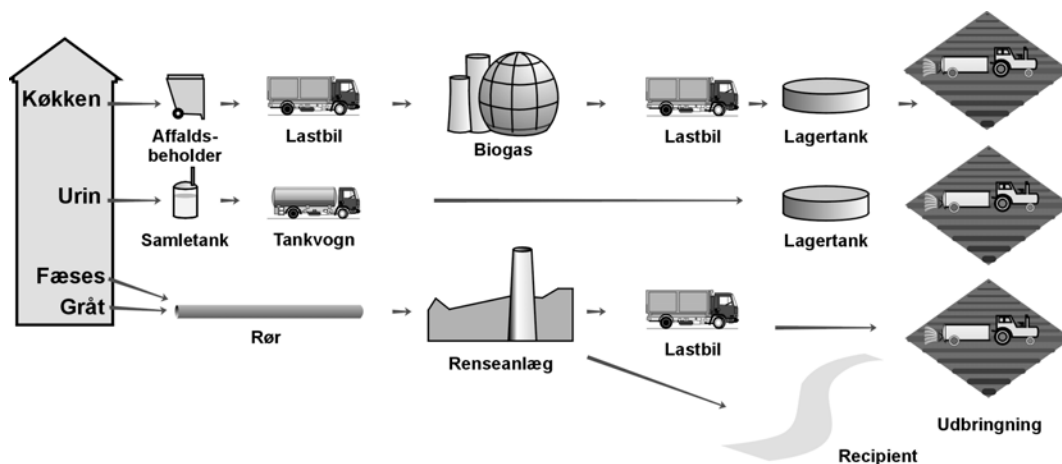 Køkken
Affalds-
beholder
Lastbil
Biogas
Lastbil
Lagertank
Urin
Samletank
Tankvogn
Lagertank
Fæses
Gråt
Rør
Renseanlæg
Lastbil
Udbringning
Recipient